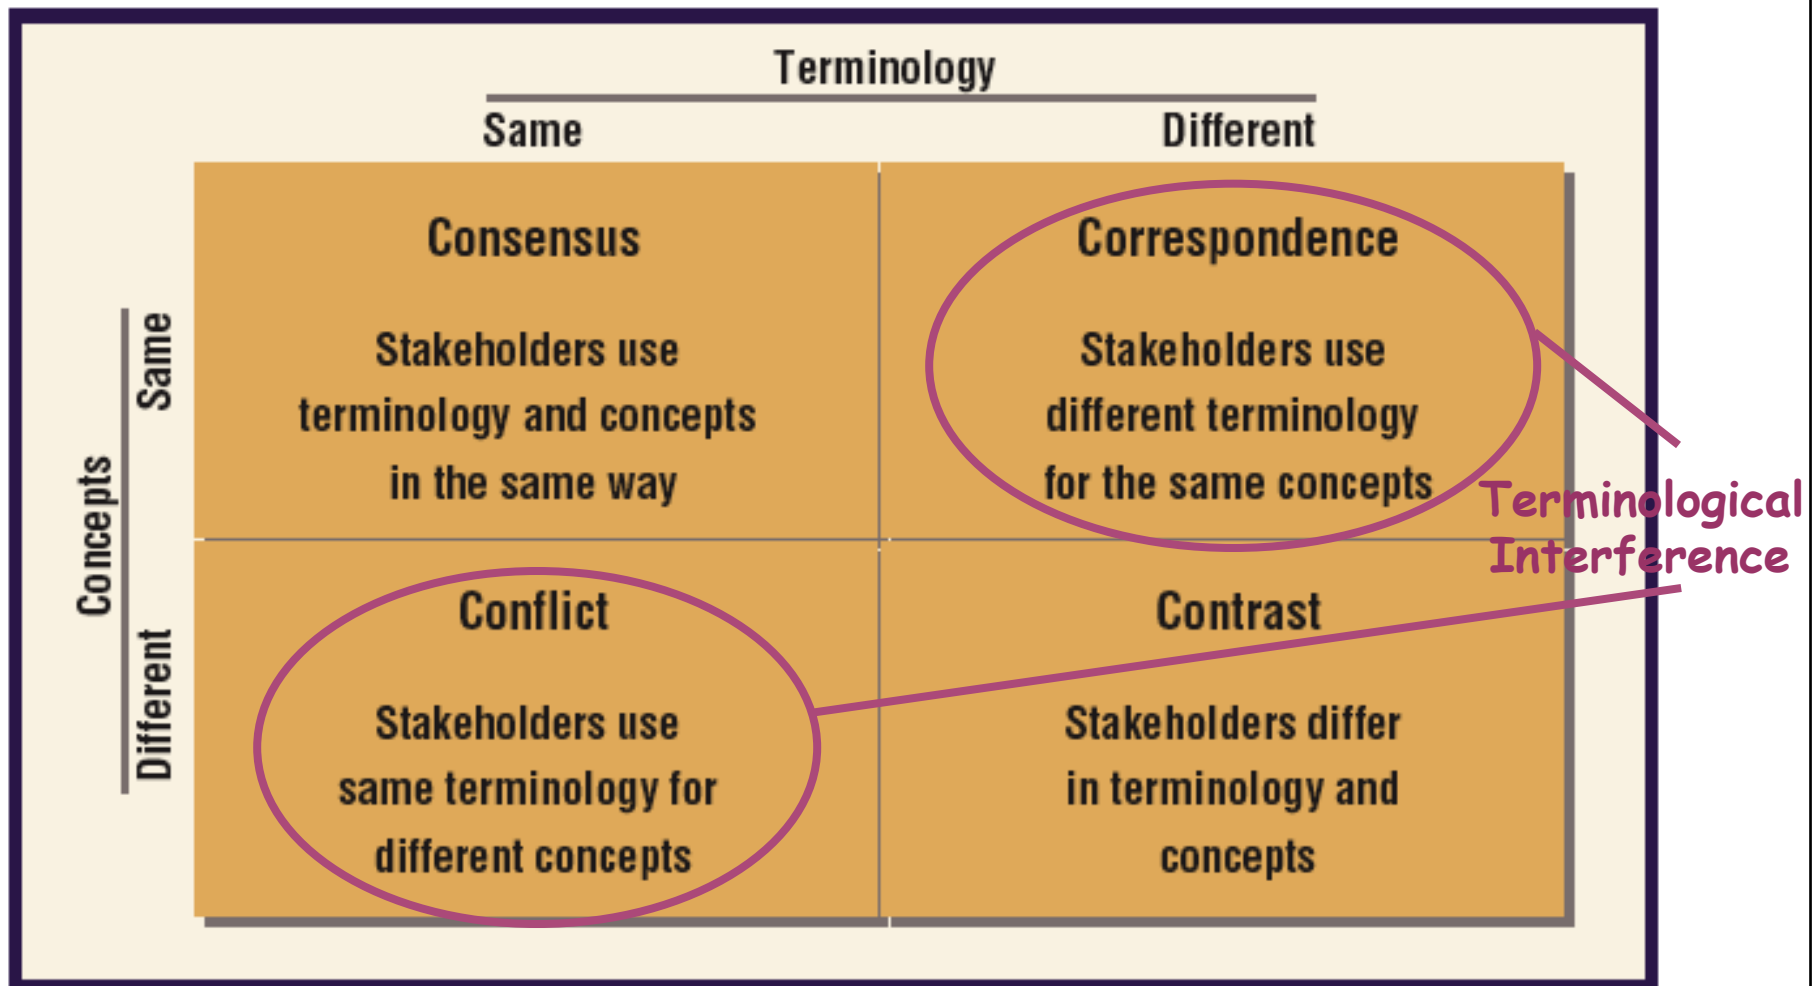 Terminology
Same
Different
Concepts
Same
Different
Consensus
Stakeholders use
terminology and concepts
in the same way
Correspondence
Stakeholders use
different terminology
for the same concepts
Terminological
Interference
Conflict
Stakeholders use
same terminology for
different concepts
Contrast
Stakeholders differ
in terminology and
concepts